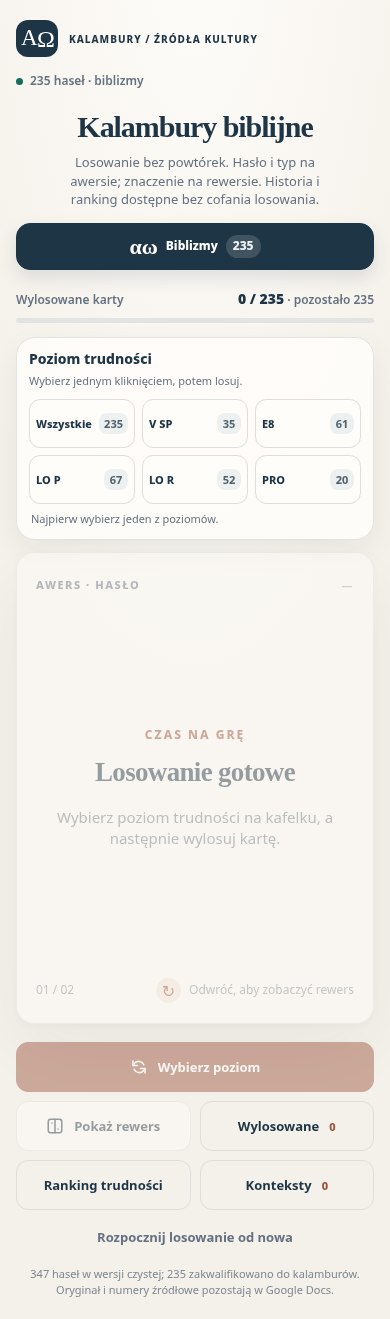 ΑΩ KALAMBURY / ŹRÓDŁA KULTURY
235 haseł · biblizmy
Kalambury biblijne
Losowanie bez powtórek. Hasło i typ na
awersie; znaczenie na rewersie. Historia i
ranking dostępne bez cofania losowania.
αω Biblizmy 235
Wylosowane karty 0 / 235 · pozostało 235
Poziom trudności
Wybierz jednym kliknięciem, potem losuj.
Wszystkie 235 V SP 35 E8 61
LO P 67 LO R 52 PRO 20
Najpierw wybierz jeden z poziomów.
AWERS · HASŁO —
CZAS NA GRĘ
Losowanie gotowe
Wybierz poziom trudności na kafelku, a
następnie wylosuj kartę.
01 / 02 ↻ Odwróć, aby zobaczyć rewers
Wybierz poziom
Pokaż rewers Wylosowane 0
Ranking trudności Konteksty 0
Rozpocznij losowanie od nowa
347 haseł w wersji czystej; 235 zakwalifikowano do kalamburów.
Oryginał i numery źródłowe pozostają w Google Docs.